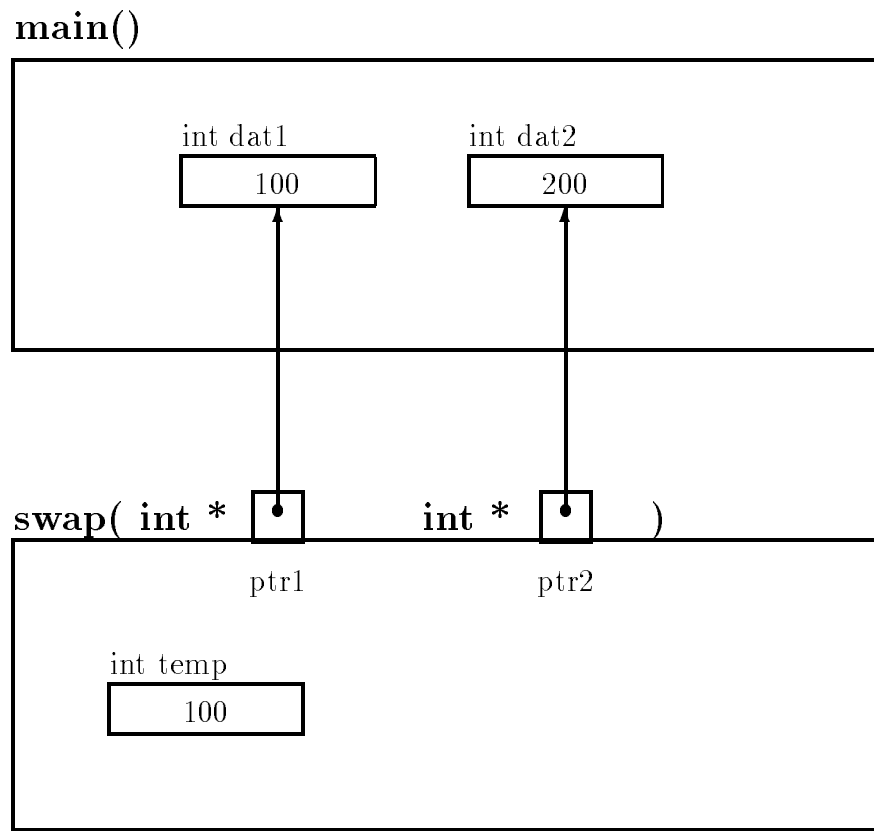 main()
int dat1 int dat2
100 200
swap( int * int * )
ptr1 ptr2
int temp
100